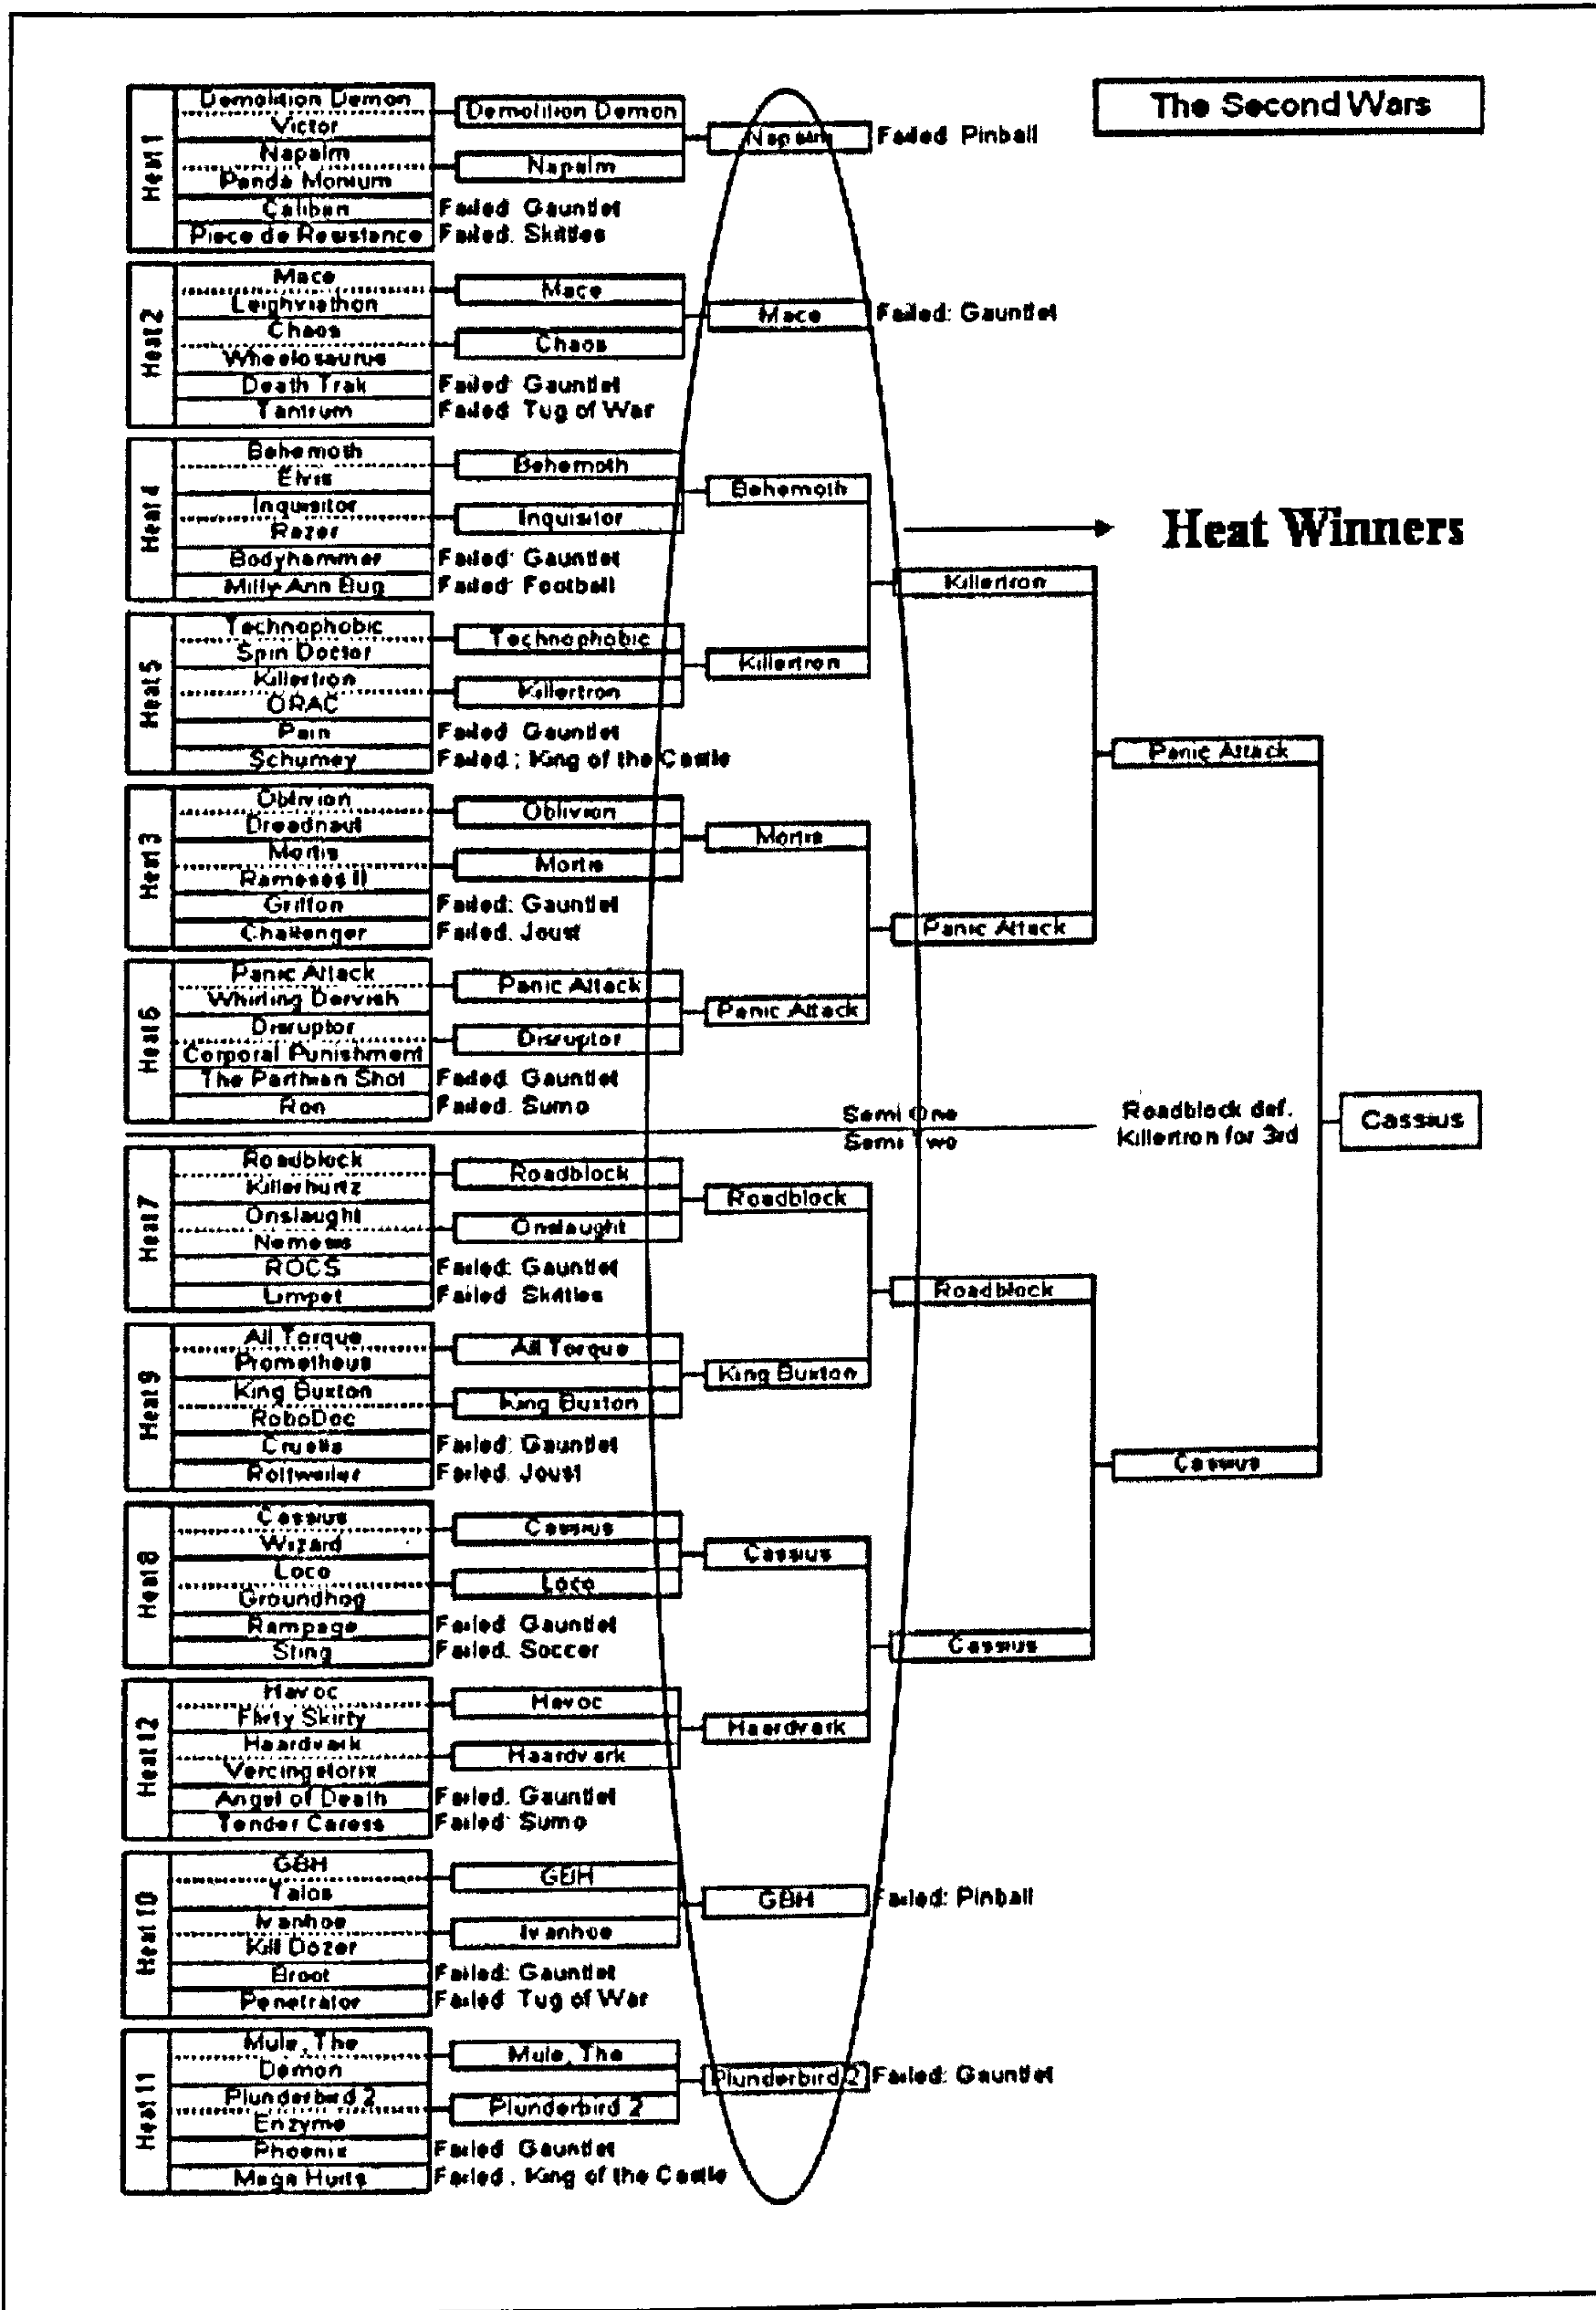 The Second Wars
Heat 1
Demolition Demon
Victor
Napalm
Panda Monium
Caliban
Piece de Resistance
Demolition Demon
Napalm
Failed Gauntlet
Failed. Skittles
Napalm
Failed Pinball
Heat 2
Mace
Leighviathon
Chaos
Wheelosaurus
Death Trak
Tantrum
Mace
Chaos
Failed Gauntlet
Failed Tug of War
Mace
Failed: Gauntlet
Heat 4
Behemoth
Elvis
Inquisitor
Razer
Bodyhammer
Milly-Ann Bug
Behemoth
Inquisitor
Failed: Gauntlet
Failed: Football
Behemoth
Heat Winners
Killertron
Heat 5
Technophobic
Spin Doctor
Killertron
ORAC
Pain
Schumey
Technophobic
Killertron
Failed Gauntlet
Failed: King of the Castle
Killertron
Panic Attack
Heat 3
Oblivion
Dreadnaut
Mortis
Rameses II
Griffon
Challenger
Oblivion
Mortis
Failed: Gauntlet
Failed. Joust
Mortis
Panic Attack
Heat 6
Panic Attack
Whirling Dervish
Disruptor
Corporal Punishment
The Parthian Shot
Ron
Panic Attack
Disruptor
Failed Gauntlet
Failed. Sumo
Panic Attack
Semi One
Semi Two
Roadblock def.
Killertron for 3rd
Cassius
Heat 7
Roadblock
Killerhurtz
Onslaught
Nemesis
ROCS
Limpet
Roadblock
Onslaught
Failed: Gauntlet
Failed Skittles
Roadblock
Roadblock
Heat 9
All Torque
Prometheus
King Buxton
RoboDoc
Cruella
Rottweiler
All Torque
King Buxton
Failed: Gauntlet
Failed. Joust
King Buxton
Cassius
Heat 8
Cassius
Wizard
Loco
Groundhog
Rampage
Sting
Cassius
Loco
Failed Gauntlet
Failed. Soccer
Cassius
Cassius
Heat 12
Havoc
Flirty Skirty
Haardvark
Vercingetorix
Angel of Death
Tender Caress
Havoc
Haardvark
Failed. Gauntlet
Failed: Sumo
Haardvark
Heat 10
GBH
Talos
Ivanhoe
Kill Dozer
Broot
Penetrator
GBH
Ivanhoe
Failed: Gauntlet
Failed Tug of War
GBH
Failed: Pinball
Heat 11
Mule, The
Demon
Plunderbird 2
Enzyme
Phoenix
Mega Hurts
Mule, The
Plunderbird 2
Failed Gauntlet
Failed. King of the Castle
Plunderbird 2
Failed: Gauntlet